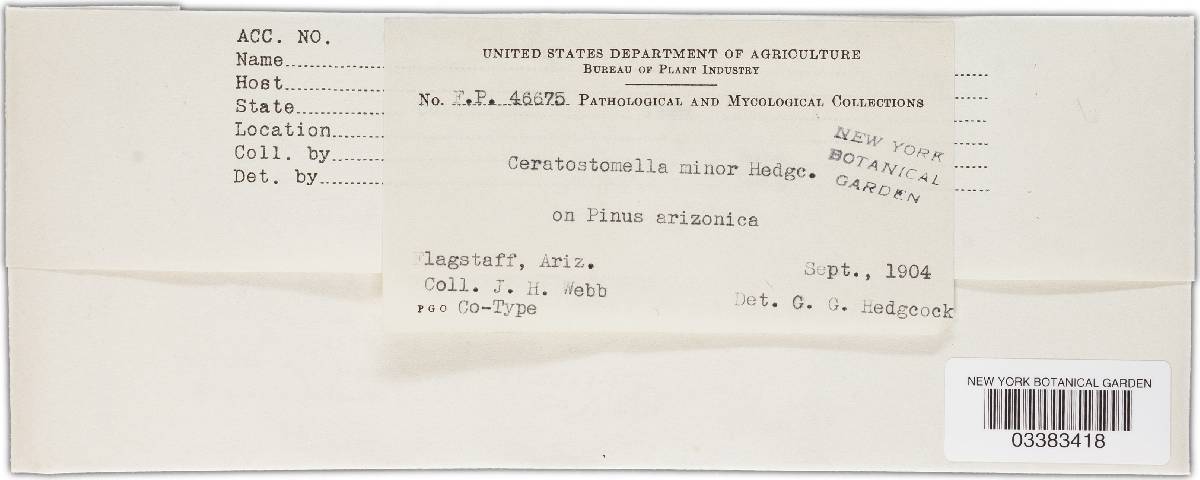 ACC. NO.
Name
Host
State
Location
Coll. by
Det. by
UNITED STATES DEPARTMENT OF AGRICULTURE
BUREAU OF PLANT INDUSTRY
No. F.P. 46675 PATHOLOGICAL AND MYCOLOGICAL COLLECTIONS
NEW YORK
BOTANICAL
GARDEN
Ceratostomella minor Hedgc.
on Pinus arizonica
Flagstaff, Ariz.
Sept., 1904
Coll. J. H. Webb
Det. G. G. Hedgcock
PGO Co-Type
NEW YORK BOTANICAL GARDEN
03383418